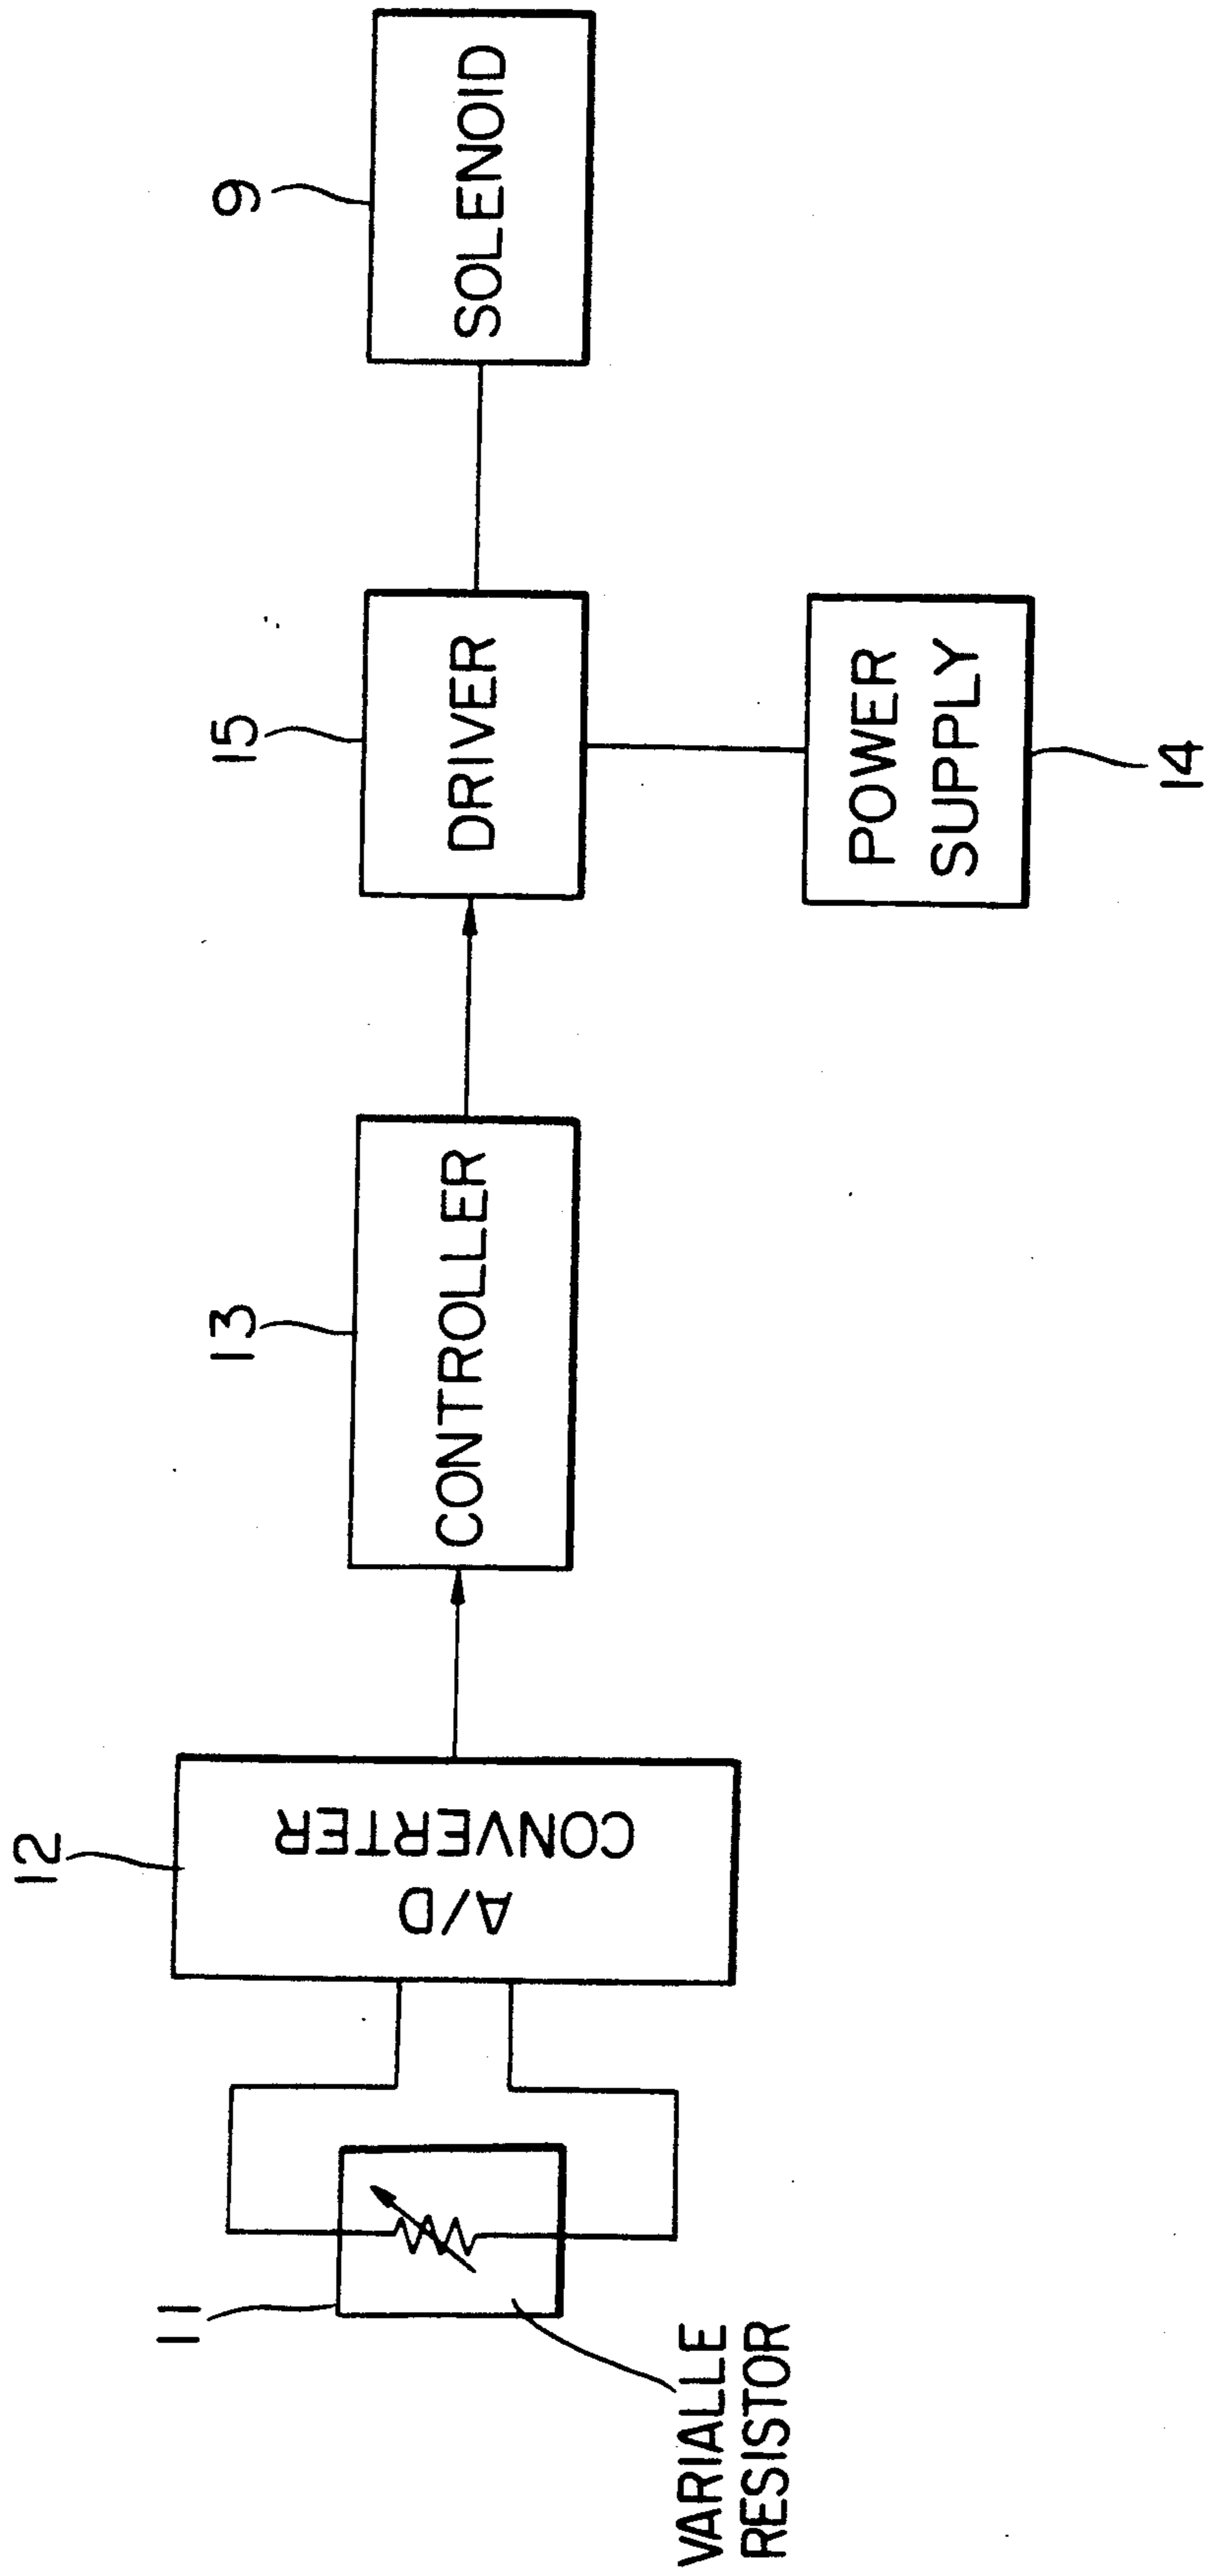 11
VARIALLE
RESISTOR
12
A/D
CONVERTER
13
CONTROLLER
15
DRIVER
POWER
SUPPLY
14
9
SOLENOID